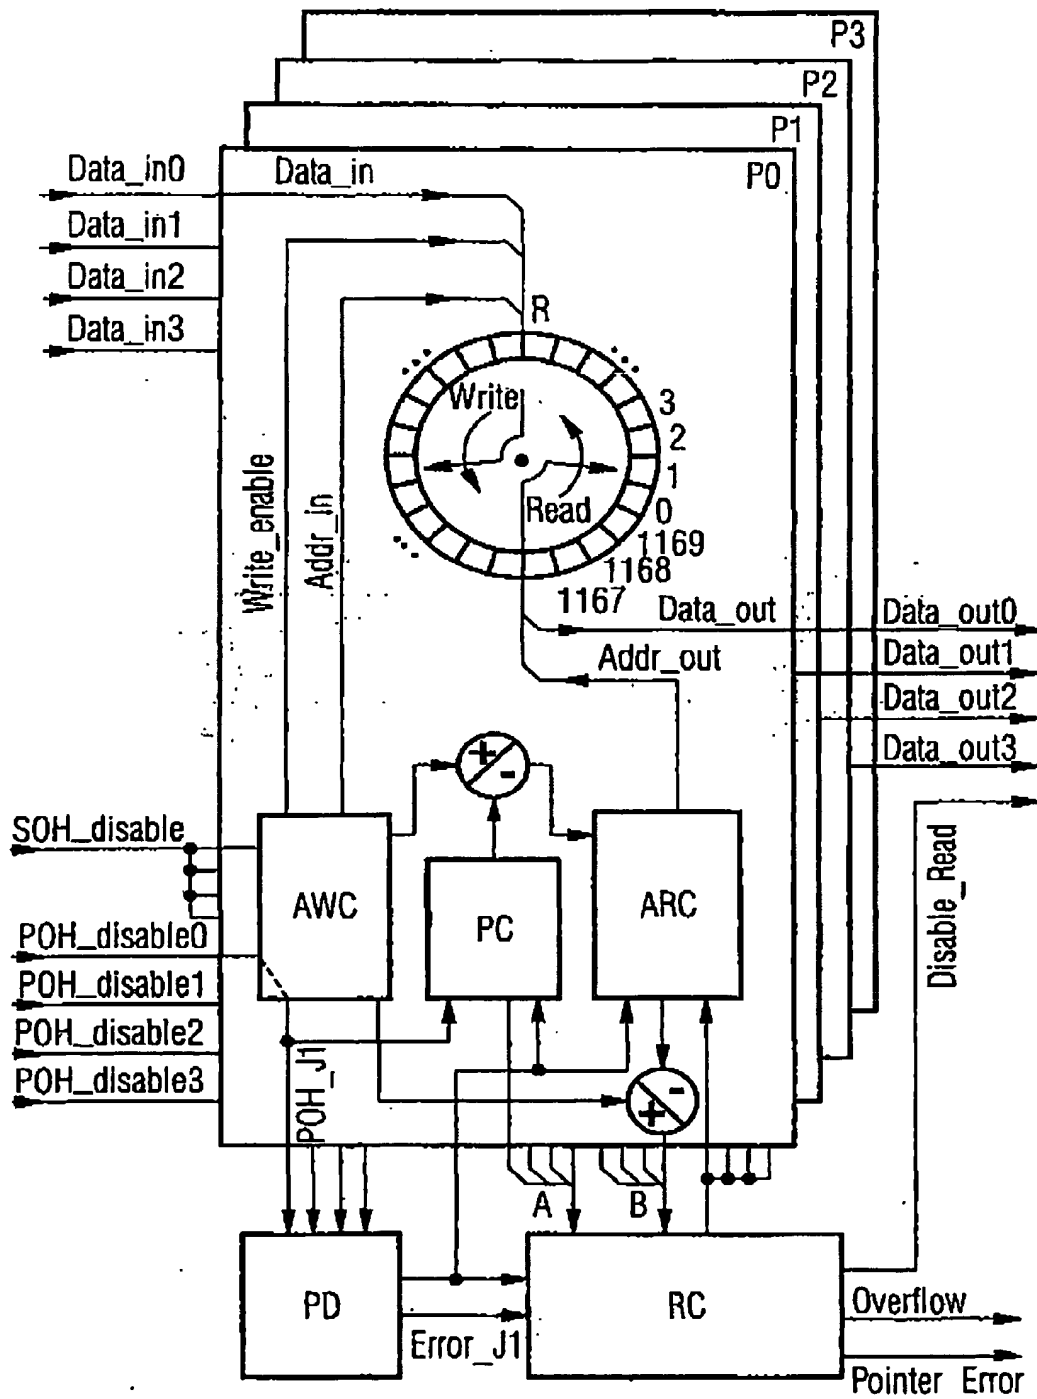 P3
P2
P1
P0
Data_in0
Data_in
Data_in1
Data_in2
Data_in3
R
Write
Read
3
2
1
0
1169
1168
1167
Write_enable
Addr_in
Data_out
Data_out0
Addr_out
Data_out1
Data_out2
Data_out3
+
-
SOH_disable
AWC
PC
ARC
Disable_Read
POH_disable0
POH_disable1
POH_disable2
POH_disable3
POH_J1
-
+
A
B
PD
RC
Error_J1
Overflow
Pointer_Error